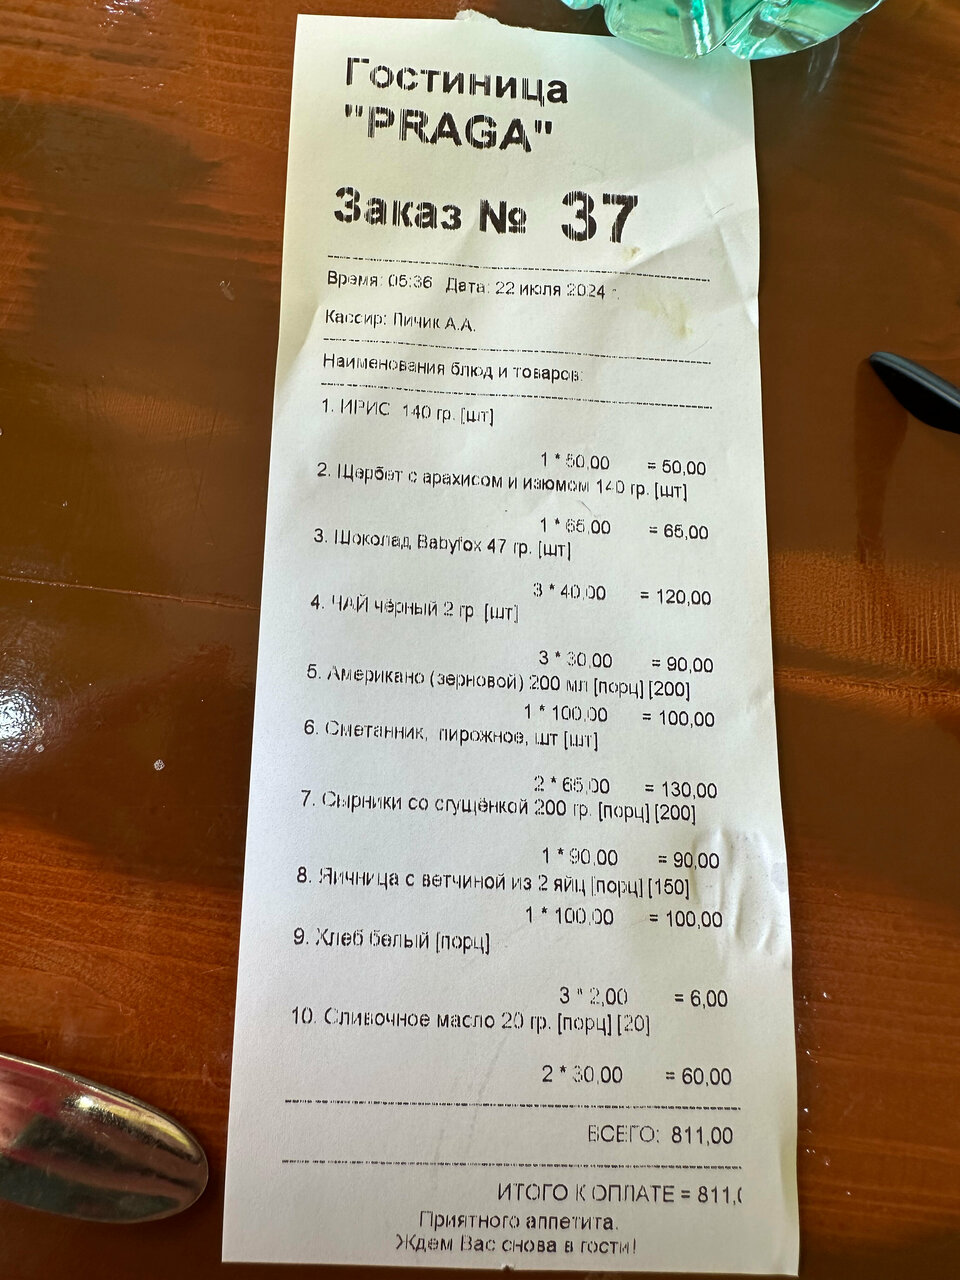 Гостиница
"PRAGA"
Заказ № 37
Время: 05:36 Дата: 22 июля 2024 г.
Кассир: Пичик А.А.
Наименования блюд и товаров:
1. ИРИС 140 гр. [шт]
1 * 50,00 = 50,00
2. Щербет с арахисом и изюмом 140 гр. [шт]
1 * 65,00 = 65,00
3. Шоколад Babyfox 47 гр. [шт]
3 * 40,00 = 120,00
4. ЧАЙ чёрный 2 гр. [шт]
3 * 30,00 = 90,00
5. Американо (зерновой) 200 мл [порц] [200]
1 * 100,00 = 100,00
6. Сметанник, пирожное, шт [шт]
2 * 65,00 = 130,00
7. Сырники со сгущёнкой 200 гр. [порц] [200]
1 * 90,00 = 90,00
8. Яичница с ветчиной из 2 яйц [порц] [150]
1 * 100,00 = 100,00
9. Хлеб белый [порц]
3 * 2,00 = 6,00
10. Сливочное масло 20 гр. [порц] [20]
2 * 30,00 = 60,00
ВСЕГО: 811,00
ИТОГО К ОПЛАТЕ = 811,0
Приятного аппетита.
Ждем Вас снова в гости!